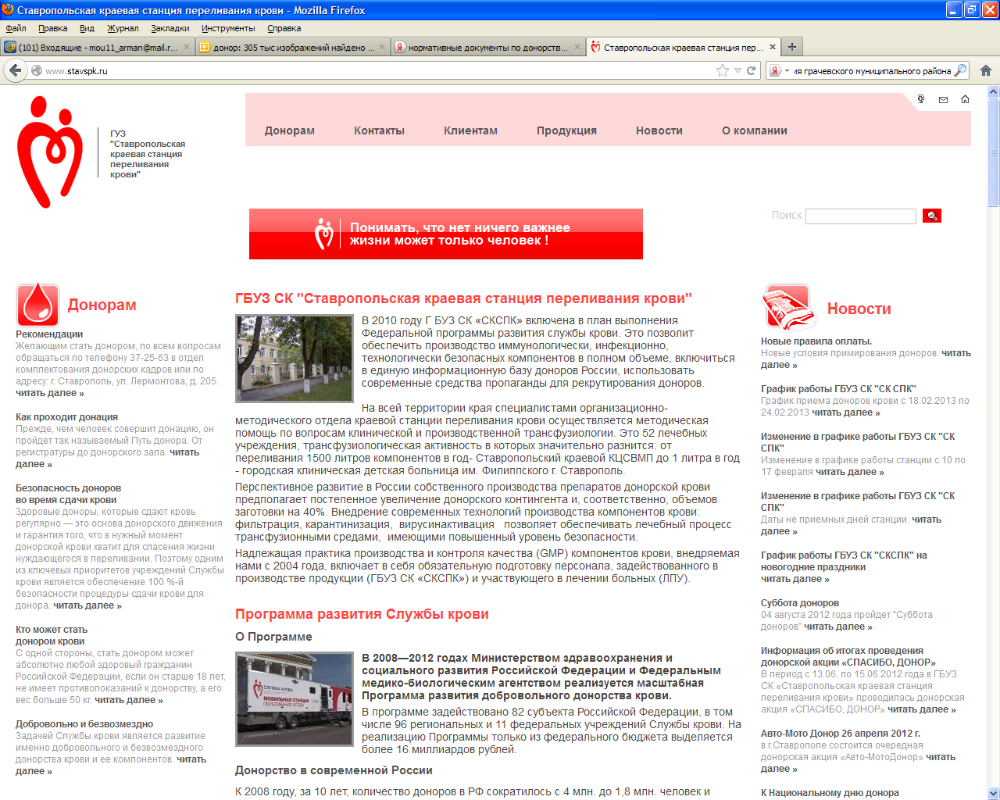 Ставропольская краевая станция переливания крови - Mozilla Firefox
Файл Правка Вид Журнал Закладки Инструменты Справка
(101) Входящие - mou11_arman@mail.r...
донор: 305 тыс изображений найдено ...
нормативные документы по донорств...
Ставропольская краевая станция пер...
www.stavspk.ru
ия грачевского муниципального района
ГУЗ
"Ставропольская
краевая станция
переливания
крови"
Донорам Контакты Клиентам Продукция Новости О компании
Понимать, что нет ничего важнее
жизни может только человек !
Поиск
Донорам
Рекомендации
Желающим стать донором, по всем вопросам
обращаться по телефону 37-25-63 в отдел
комплектования донорских кадров или по
адресу: г. Ставрополь, ул. Лермонтова, д. 205.
читать далее »
Как проходит донация
Прежде, чем человек совершит донацию, он
пройдет так называемый Путь донора. От
регистратуры до донорского зала. читать
далее »
Безопасность доноров
во время сдачи крови
Здоровые доноры, которые сдают кровь
регулярно — это основа донорского движения
и гарантия того, что в нужный момент
донорской крови хватит для спасения жизни
нуждающегося в переливании. Поэтому одним
из ключевых приоритетов учреждений Службы
крови является обеспечение 100 %-й
безопасности процедуры сдачи крови для
донора. читать далее »
Кто может стать
донором крови
С одной стороны, стать донором может
абсолютно любой здоровый гражданин
Российской Федерации, если он старше 18 лет,
не имеет противопоказаний к донорству, а его
вес больше 50 кг. читать далее »
Добровольно и безвозмездно
Задачей Службы крови является развитие
именно добровольного и безвозмездного
донорства крови и ее компонентов. читать
далее »
ГБУЗ СК "Ставропольская краевая станция переливания крови"
В 2010 году Г БУЗ СК «СКСПК» включена в план выполнения
Федеральной программы развития службы крови. Это позволит
обеспечить производство иммунологически, инфекционно,
технологически безопасных компонентов в полном объеме, включиться
в единую информационную базу доноров России, использовать
современные средства пропаганды для рекрутирования доноров.
На всей территории края специалистами организационно-
методического отдела краевой станции переливания крови осуществляется методическая
помощь по вопросам клинической и производственной трансфузиологии. Это 52 лечебных
учреждения, трансфузиологическая активность в которых значительно разнится: от
переливания 1500 литров компонентов в год- Ставропольский краевой КЦСВМП до 1 литра в год
- городская клиническая детская больница им. Филиппского г. Ставрополь.
Перспективное развитие в России собственного производства препаратов донорской крови
предполагает постепенное увеличение донорского контингента и, соответственно, объемов
заготовки на 40%. Внедрение современных технологий производства компонентов крови:
фильтрация, карантинизация, вирусинактивация позволяет обеспечивать лечебный процесс
трансфузионными средами, имеющими повышенный уровень безопасности.
Надлежащая практика производства и контроля качества (GMP) компонентов крови, внедряемая
нами с 2004 года, включает в себя обязательную подготовку персонала, задействованного в
производстве продукции (ГБУЗ СК «СКСПК») и участвующего в лечении больных (ЛПУ).
Программа развития Службы крови
О Программе
СЛУЖБА КРОВИ
МОБИЛЬНАЯ СТАНЦИЯ
ПЕРЕЛИВАНИЯ КРОВИ
В 2008—2012 годах Министерством здравоохранения и
социального развития Российской Федерации и Федеральным
медико-биологическим агентством реализуется масштабная
Программа развития добровольного донорства крови.
В программе задействовано 82 субъекта Российской Федерации, в том
числе 96 региональных и 11 федеральных учреждений Службы крови. На
реализацию Программы только из федерального бюджета выделяется
более 16 миллиардов рублей.
Донорство в современной России
К 2008 году, за 10 лет, количество доноров в РФ сократилось с 4 млн. до 1,8 млн. человек и
Новости
Новые правила оплаты.
Новые условия примирования доноров. читать
далее »
График работы ГБУЗ СК "СК СПК"
График приема доноров крови с 18.02.2013 по
24.02.2013 читать далее »
Изменение в графике работы ГБУЗ СК "СК
СПК"
Изменение в графике работы станции с 10 по
17 февраля читать далее »
Изменение в графике работы ГБУЗ СК "СК
СПК"
Даты не приемных дней станции. читать
далее »
График работы ГБУЗ СК "СКСПК" на
новогодние праздники
читать далее »
Суббота доноров
04 августа 2012 года пройдет "Суббота
доноров" читать далее »
Информация об итогах проведения
донорской акции «СПАСИБО, ДОНОР»
В период с 13.06. по 15.06.2012 года в ГБУЗ
СК «Ставропольская краевая станция
переливания крови» проводилась донорская
акция «СПАСИБО, ДОНОР» читать далее »
Авто-Мото Донор 26 апреля 2012 г.
в г.Ставрополе состоится очередная
донорская акция «Авто-МотоДонор» читать
далее »
К Национальному дню донора